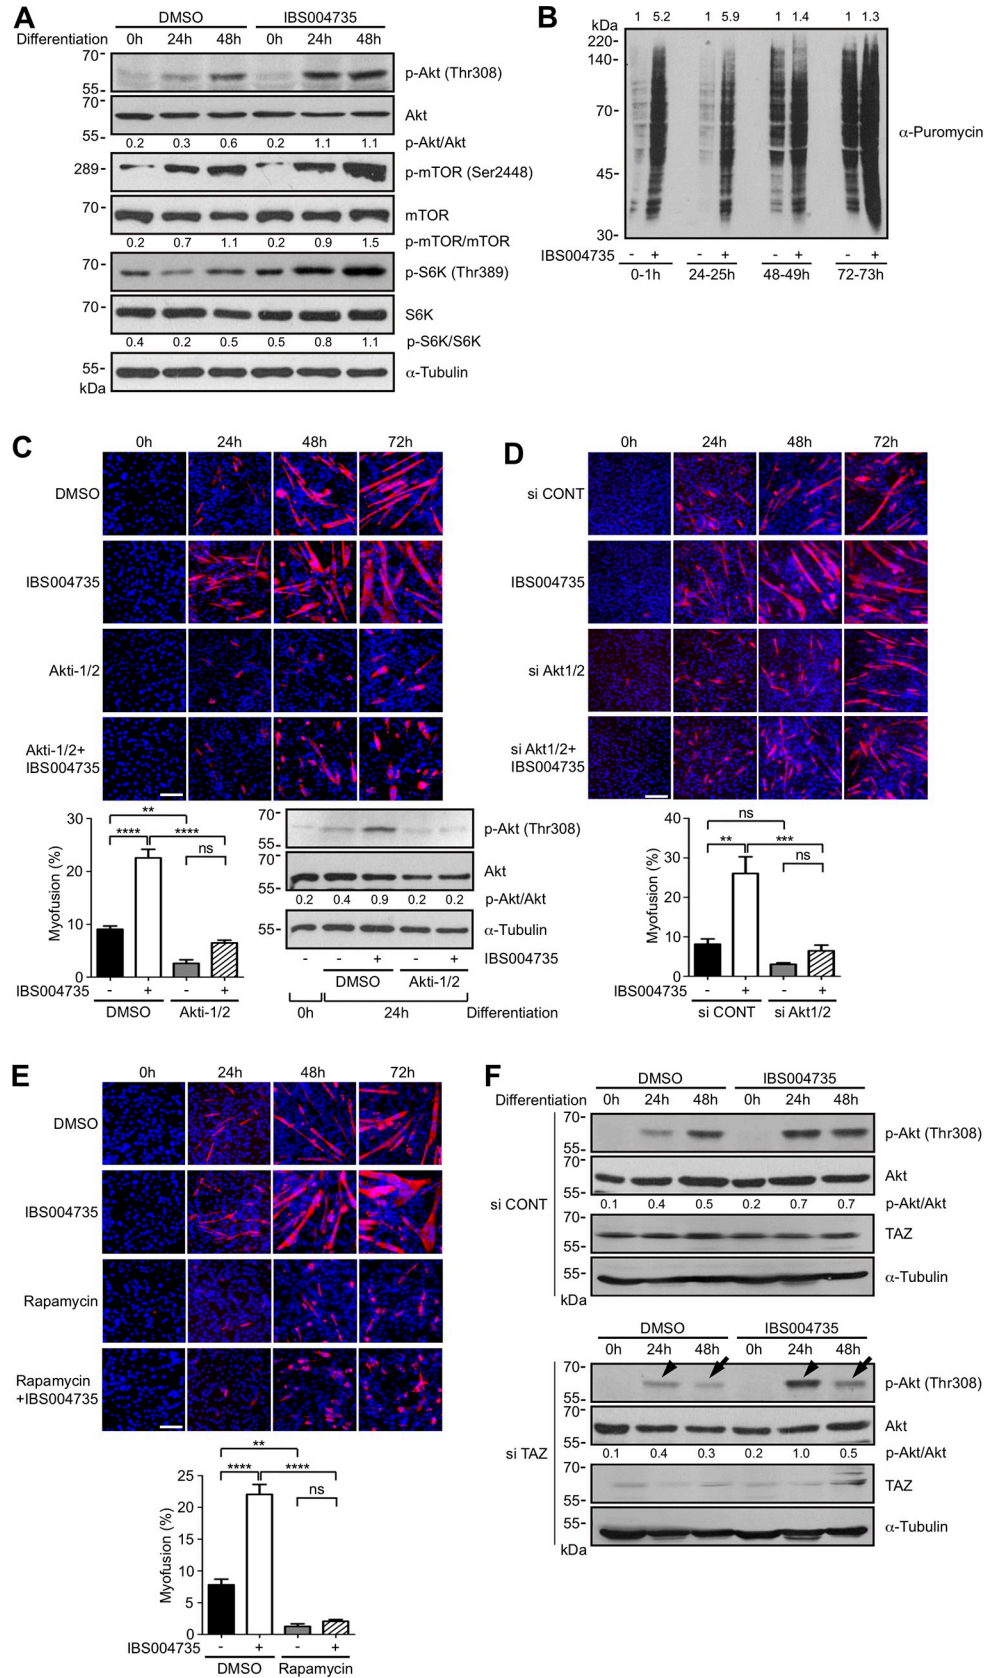 A
DMSO IBS004735
Differentiation 0h 24h 48h 0h 24h 48h
70-
p-Akt (Thr308)
55-
70-
Akt
55-
0.2 0.3 0.6 0.2 1.1 1.1 p-Akt/Akt
289- p-mTOR (Ser2448)
70- mTOR
0.2 0.7 1.1 0.2 0.9 1.5 p-mTOR/mTOR
70- p-S6K (Thr389)
70- S6K
0.4 0.2 0.5 0.5 0.8 1.1 p-S6K/S6K
55- α-Tubulin
kDa
B
kDa 1 5.2 1 5.9 1 1.4 1 1.3
220-
140-
70-
α-Puromycin
45-
30-
IBS004735 - + - + - + - +
0-1h 24-25h 48-49h 72-73h
C
0h 24h 48h 72h
DMSO
IBS004735
Akti-1/2
Akti-1/2+
IBS004735
30
20
10
0
Myofusion (%)
**
**** ****
ns
IBS004735 - + - +
DMSO Akti-1/2
70-
p-Akt (Thr308)
55-
70-
Akt
55-
0.2 0.4 0.9 0.2 0.2 p-Akt/Akt
55- α-Tubulin
- - + - + IBS004735
DMSO Akti-1/2
0h 24h Differentiation
D
0h 24h 48h 72h
si CONT
IBS004735
si Akt1/2
si Akt1/2+
IBS004735
40
30
20
10
0
Myofusion (%)
ns
** ***
ns
IBS004735 - + - +
si CONT si Akt1/2
E
0h 24h 48h 72h
DMSO
IBS004735
Rapamycin
Rapamycin
+IBS004735
25
20
15
10
5
0
Myofusion (%)
**
**** ****
ns
IBS004735 - + - +
DMSO Rapamycin
F
DMSO IBS004735
Differentiation 0h 24h 48h 0h 24h 48h
si CONT
70-
p-Akt (Thr308)
55-
70-
Akt
55-
0.1 0.4 0.5 0.2 0.7 0.7 p-Akt/Akt
70-
TAZ
55-
55- α-Tubulin
kDa
DMSO IBS004735
0h 24h 48h 0h 24h 48h
si TAZ
70-
p-Akt (Thr308)
55-
70-
Akt
55-
0.1 0.4 0.3 0.2 1.0 0.5 p-Akt/Akt
70-
TAZ
55-
55- α-Tubulin
kDa